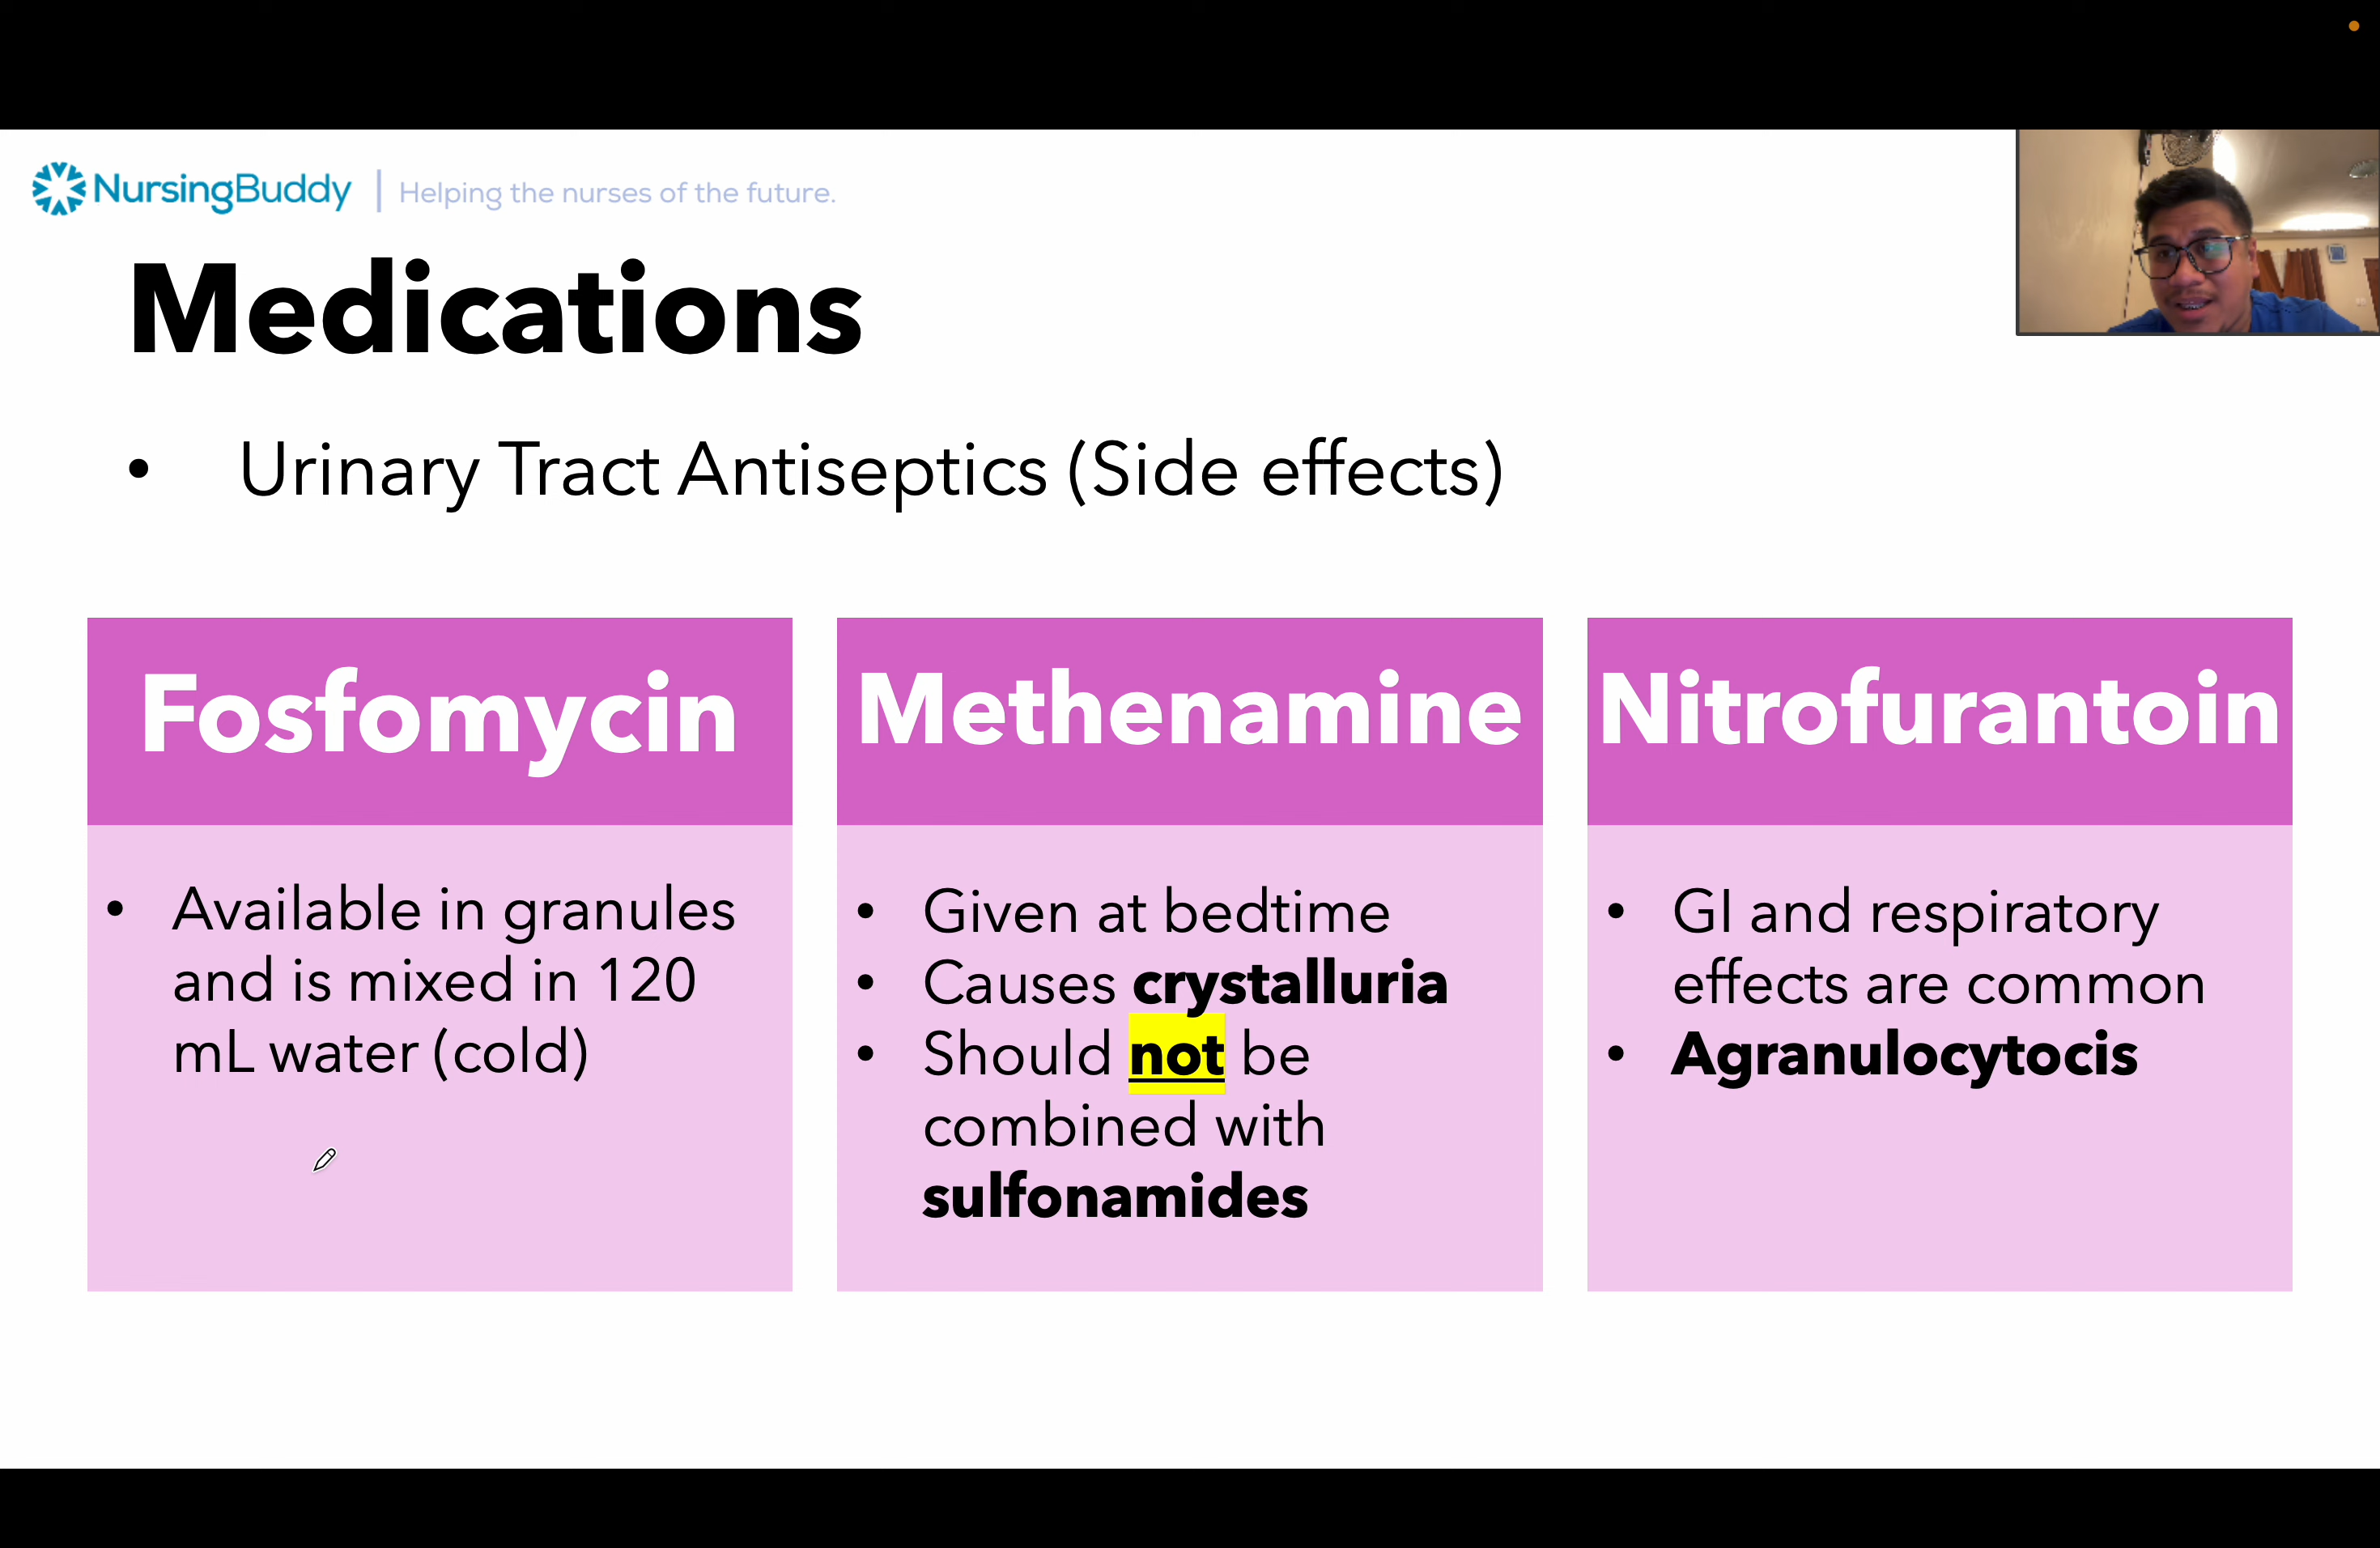 NursingBuddy | Helping the nurses of the future.
Medications
• Urinary Tract Antiseptics (Side effects)
Fosfomycin
• Available in granules
and is mixed in 120
mL water (cold)
Methenamine
• Given at bedtime
• Causes crystalluria
• Should not be
combined with
sulfonamides
Nitrofurantoin
• GI and respiratory
effects are common
• Agranulocytocis